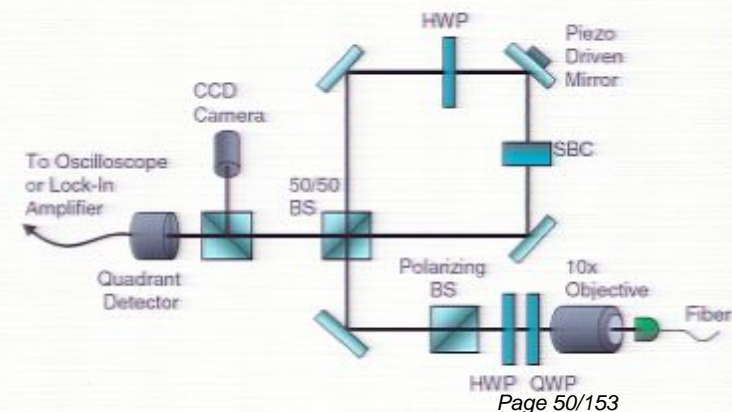 HWP
Piezo
Driven
Mirror
CCD
Camera
SBC
To Oscilloscope
or Lock-In
Amplifier
50/50
BS
Quadrant
Detector
Polarizing
BS
10x
Objective
Fiber
HWP QWP
Page 50/153